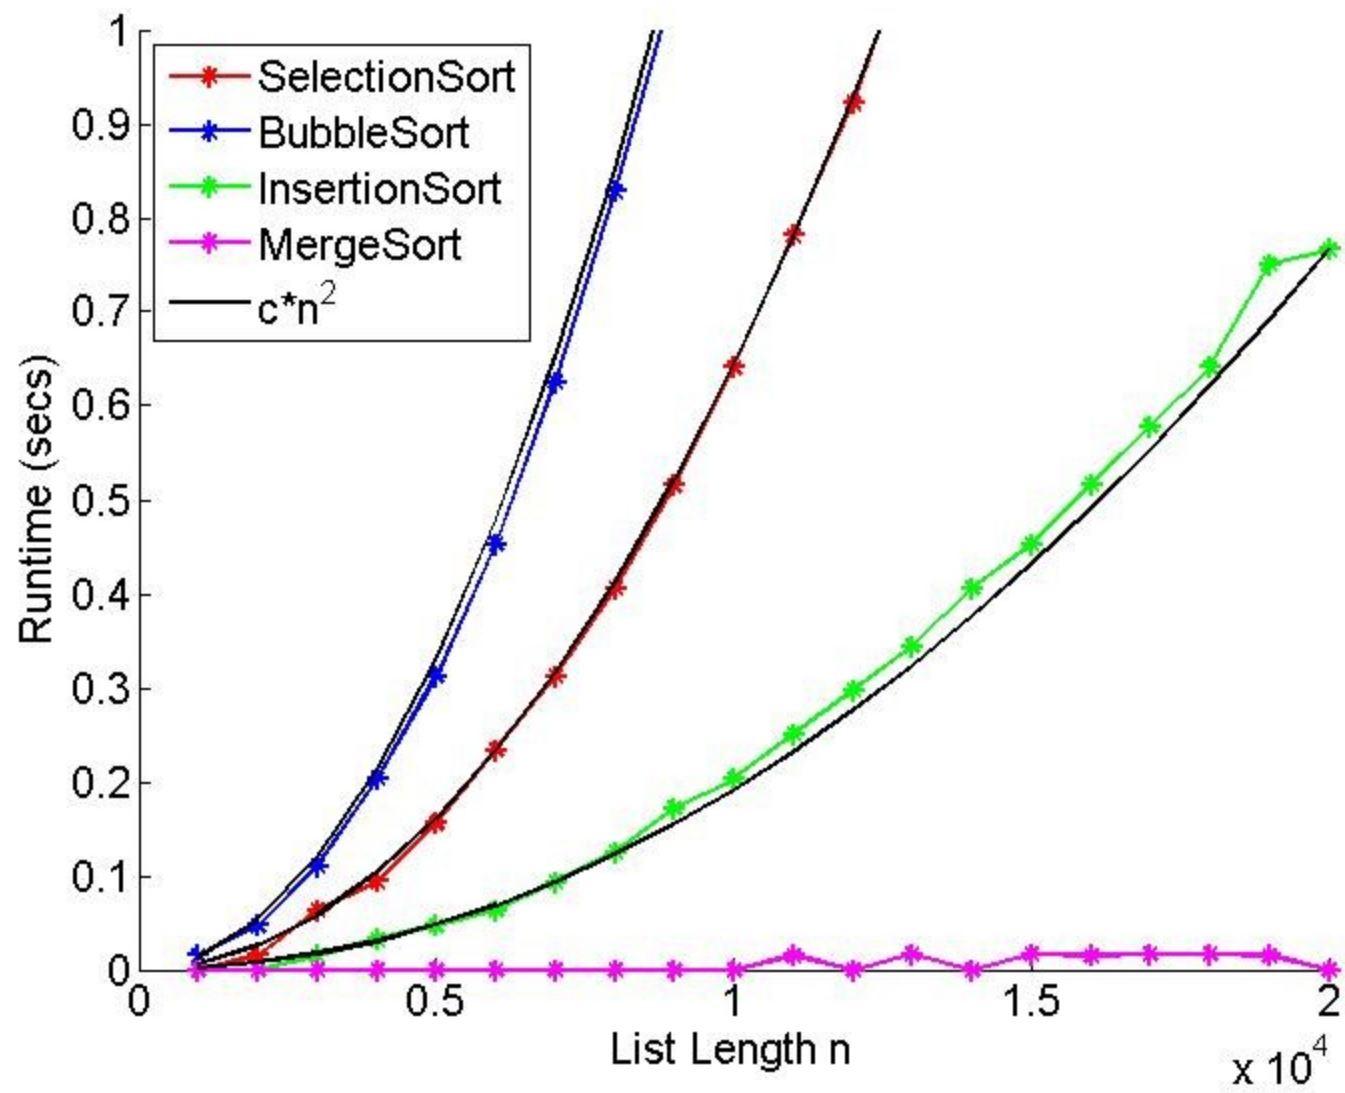 1
0.9
0.8
0.7
0.6
0.5
0.4
0.3
0.2
0.1
0
SelectionSort
BubbleSort
InsertionSort
MergeSort
c*n²
Runtime (secs)
0 0.5 1 1.5 2
List Length n
x 10⁴